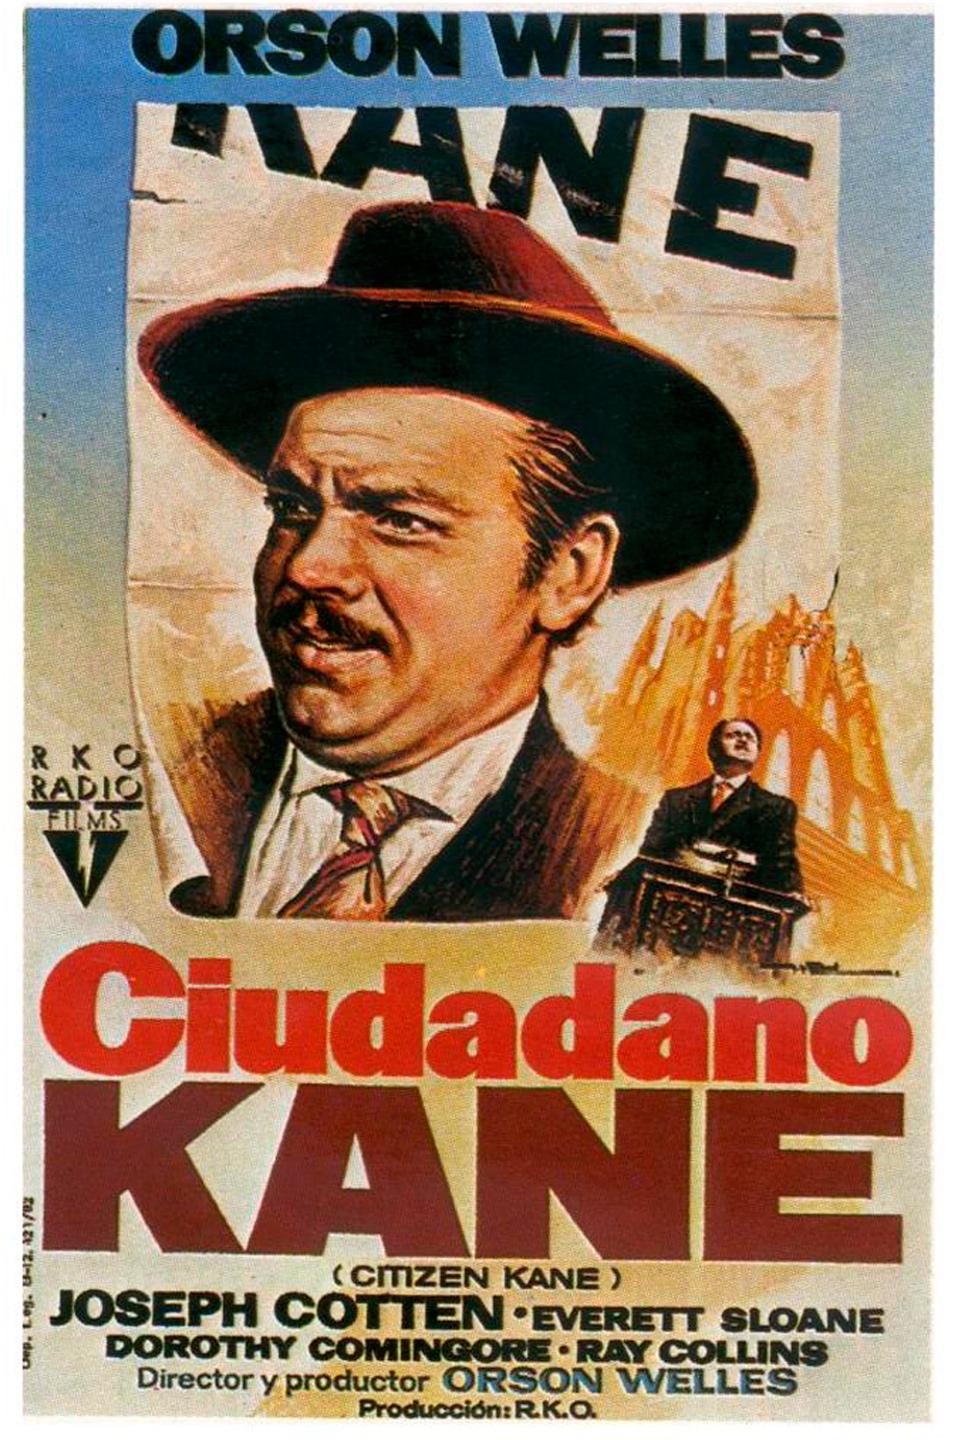 ORSON WELLES
KANE
R K O
RADIO
FILMS
Ciudadano
KANE
(CITIZEN KANE)
JOSEPH COTTEN • EVERETT SLOANE
DOROTHY COMINGORE • RAY COLLINS
Director y productor ORSON WELLES
Producción: R.K.O.